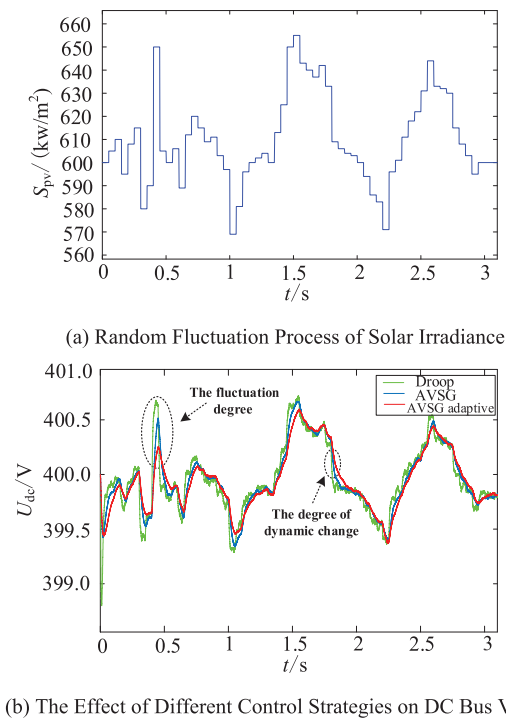 660
650
640
630
620
610
600
590
580
570
560
S_pv/ (kw/m²)
0 0.5 1 1.5 2 2.5 3
t/s
(a) Random Fluctuation Process of Solar Irradiance
401.0
400.5
400.0
399.5
399.0
U_dc/V
Droop
AVSG
AVSG adaptive
The fluctuation
degree
The degree of
dynamic change
0 0.5 1 1.5 2 2.5 3
t/s
(b) The Effect of Different Control Strategies on DC Bus V